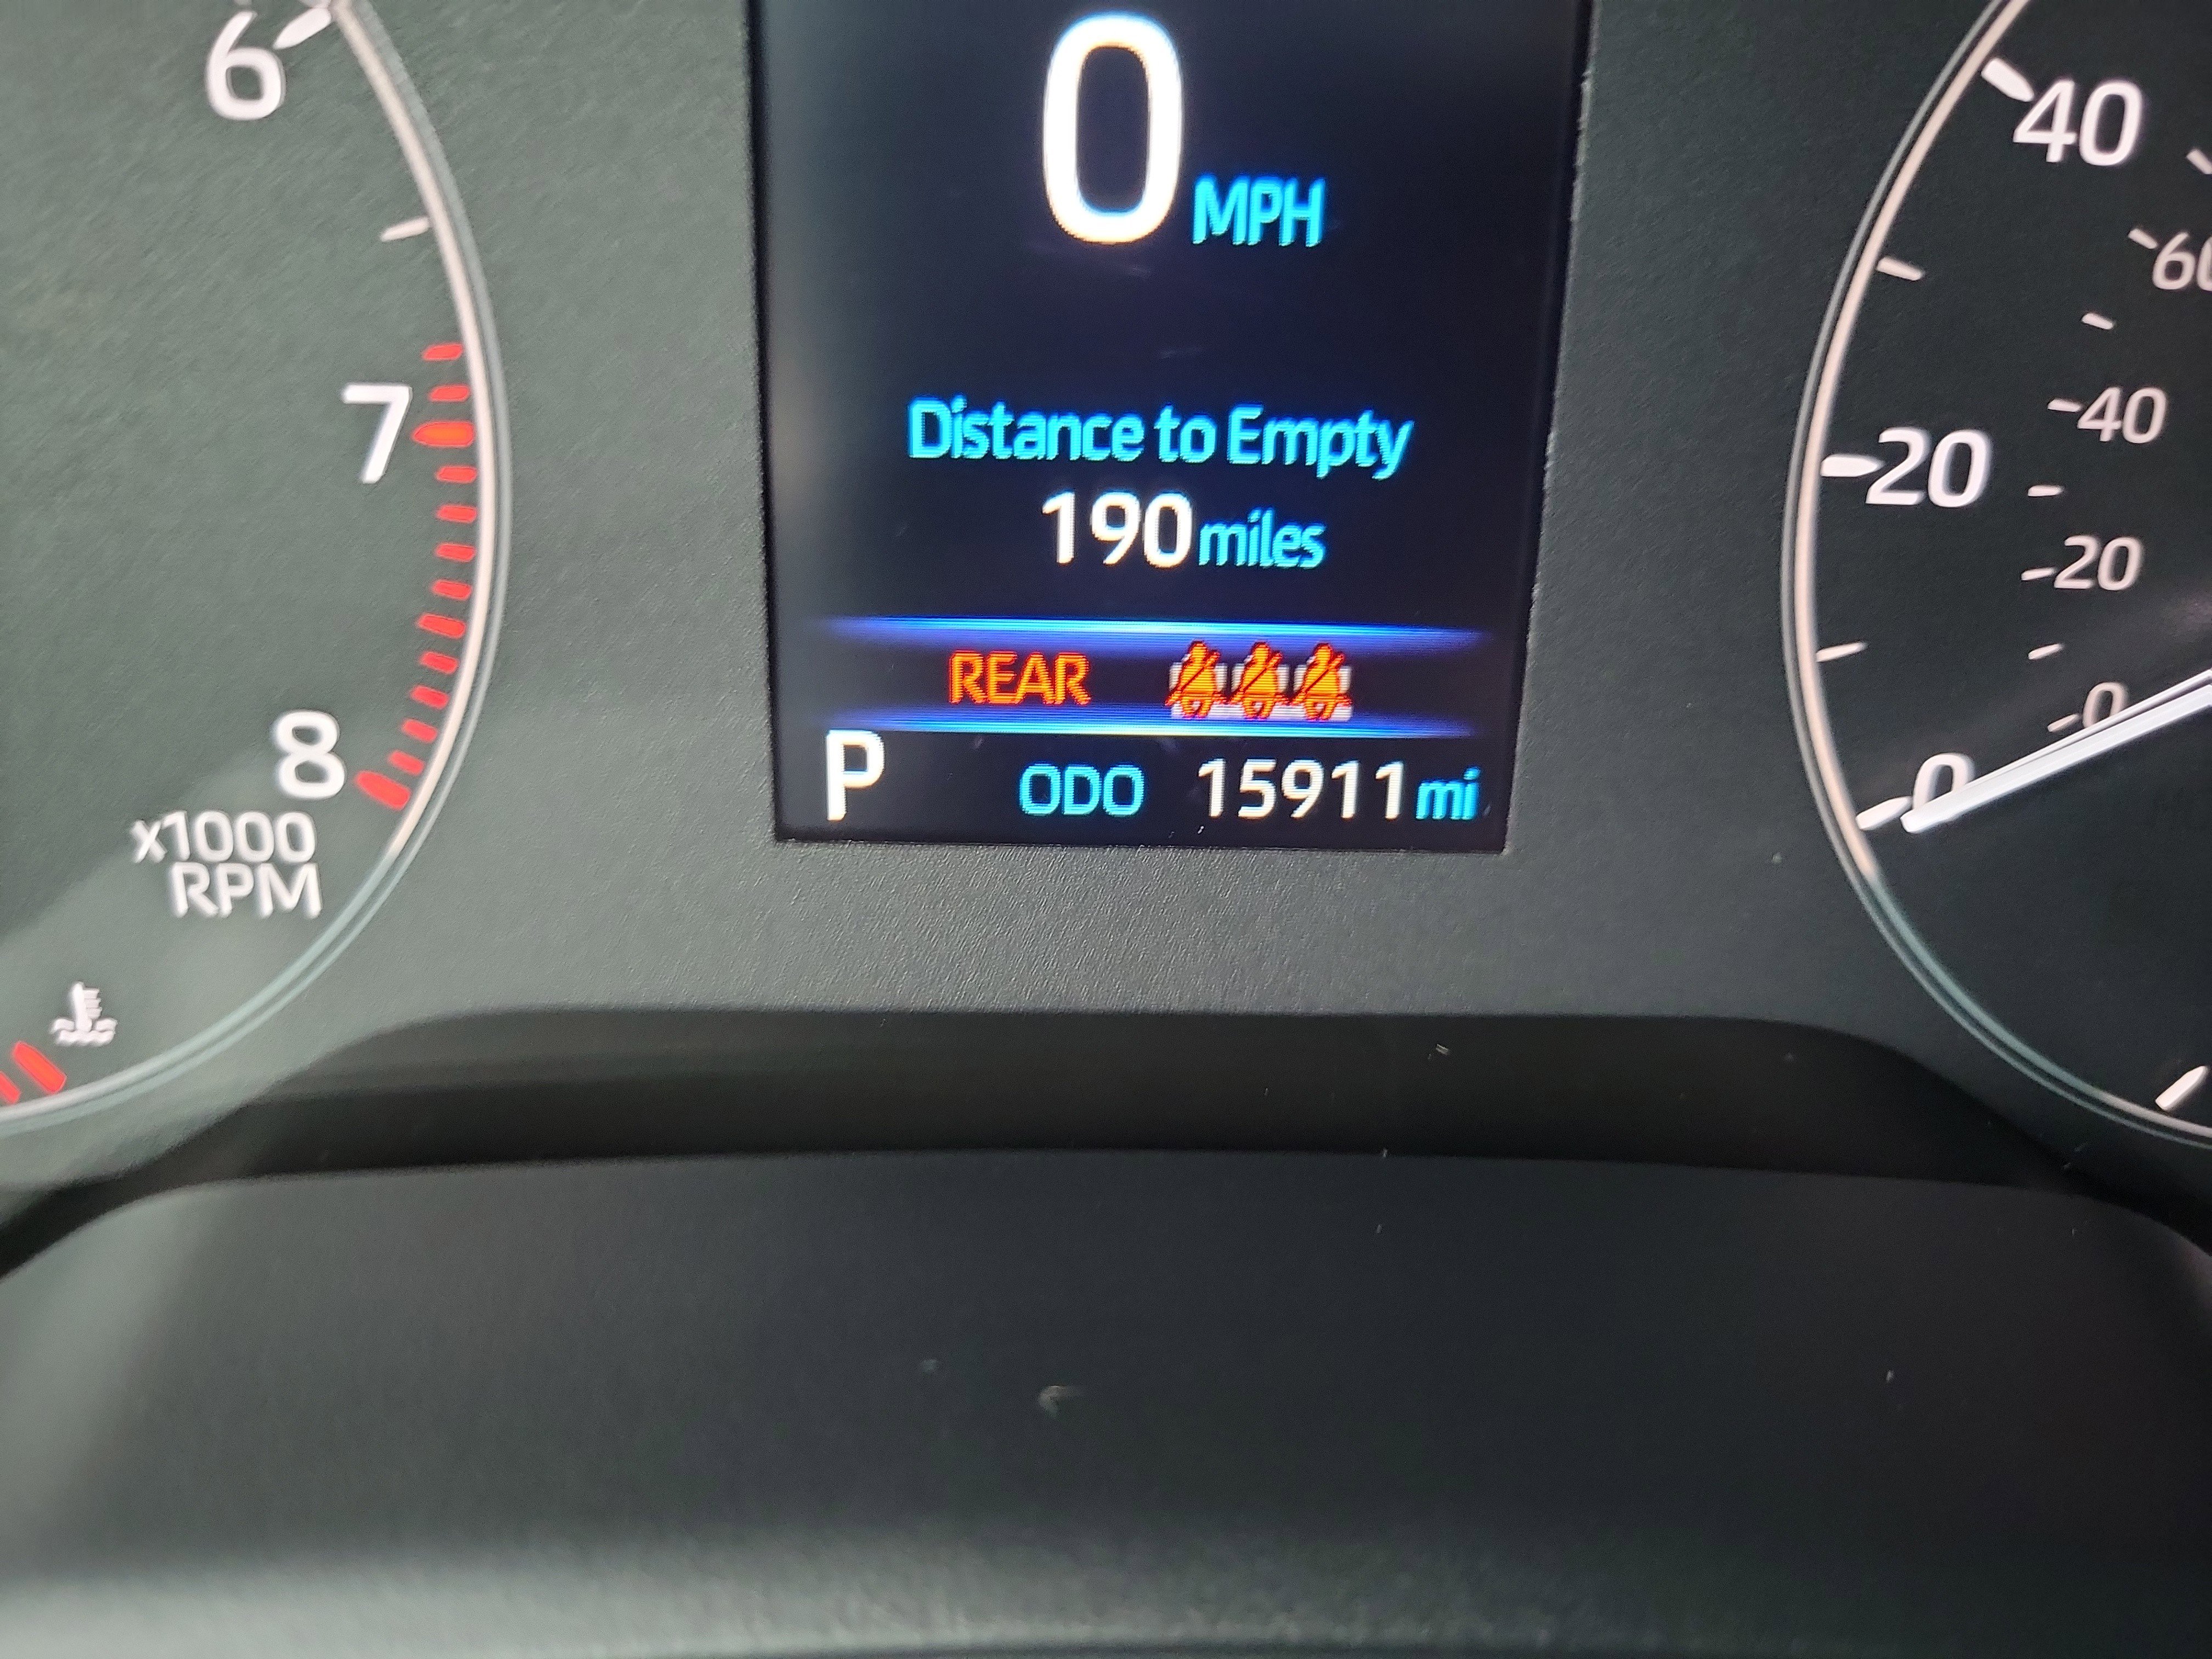 6
7
8
x1000
RPM
0 MPH
Distance to Empty
190 miles
REAR
P ODO 15911 mi
40
20
0
40
20
0